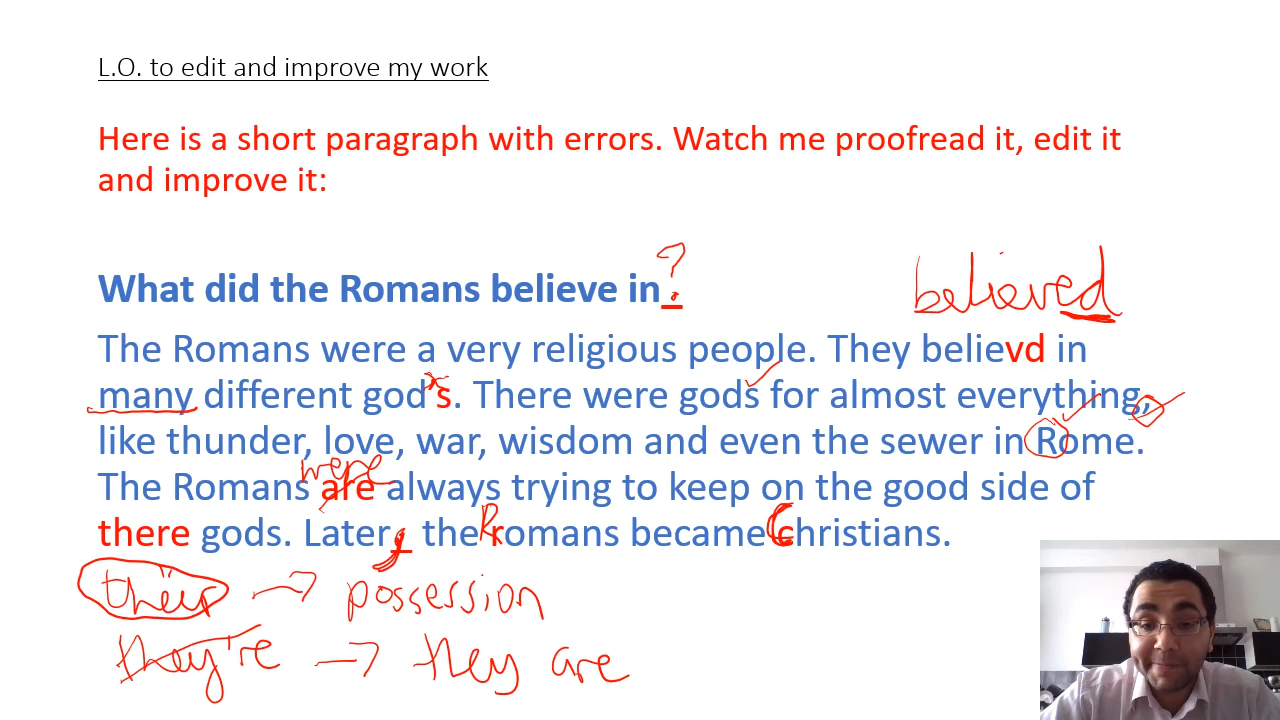 L.O. to edit and improve my work
Here is a short paragraph with errors. Watch me proofread it, edit it
and improve it:
?
What did the Romans believe in.
believed
The Romans were a very religious people. They believd in
many different god's. There were gods for almost everything,
like thunder, love, war, wisdom and even the sewer in Rome.
were
The Romans are always trying to keep on the good side of
R C
there gods. Later, the romans became christians.
their → possession
they're → they are